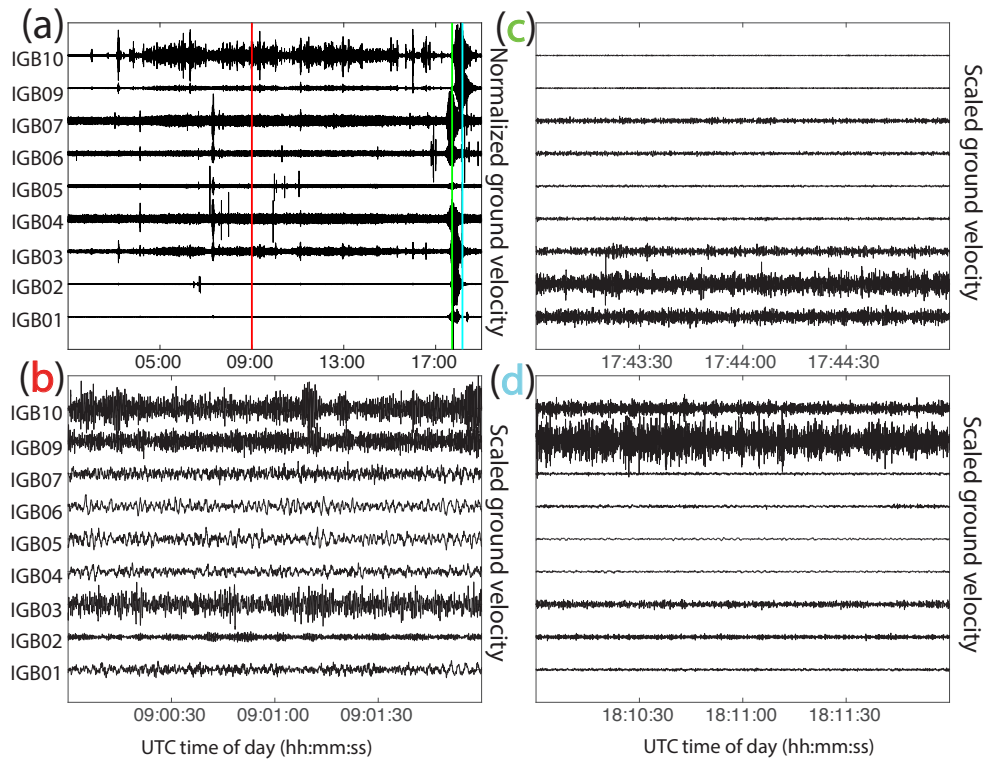 (a)
IGB10
IGB09
IGB07
IGB06
IGB05
IGB04
IGB03
IGB02
IGB01
05:00 09:00 13:00 17:00
Normalized ground velocity
(c)
17:43:30 17:44:00 17:44:30
Scaled ground velocity
(b)
IGB10
IGB09
IGB07
IGB06
IGB05
IGB04
IGB03
IGB02
IGB01
09:00:30 09:01:00 09:01:30
UTC time of day (hh:mm:ss)
Scaled ground velocity
(d)
18:10:30 18:11:00 18:11:30
UTC time of day (hh:mm:ss)
Scaled ground velocity